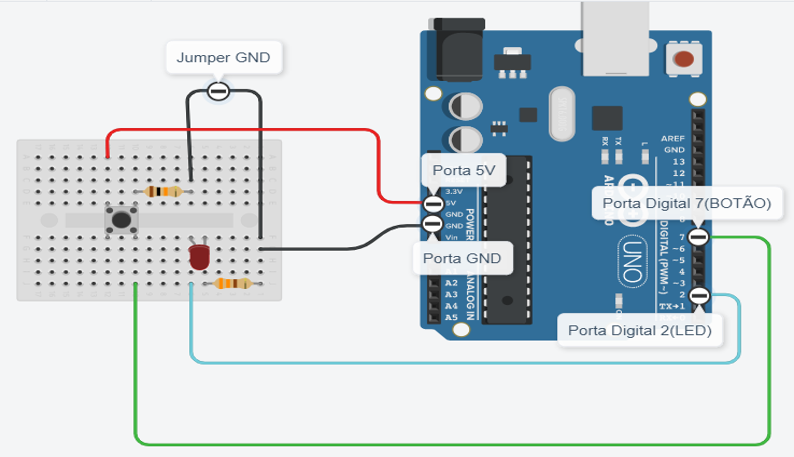 Jumper GND
Porta 5V
3.3V
5V
GND
GND
Vin
Porta GND
A2
A3
A4
A5
POWER
ANALOG IN
RX
TX
L
UNO
AREF
GND
13
12
~11
Porta Digital 7(BOTÃO)
7
~6
~5
4
~3
2
TX→1
DIGITAL (PWM~)
Porta Digital 2(LED)